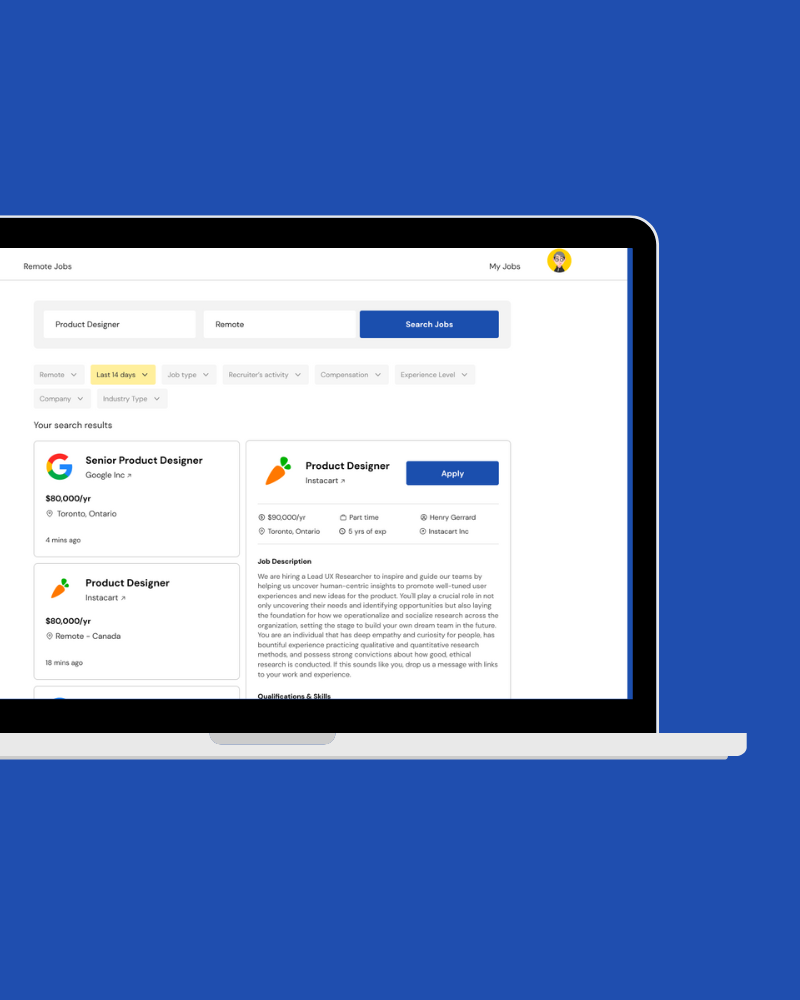 Remote Jobs
My Jobs
Product Designer
Remote
Search Jobs
Remote
Last 14 days
Job type
Recruiter's activity
Compensation
Experience Level
Company
Industry Type
Your search results
Senior Product Designer
Google Inc ↗
$80,000/yr
Toronto, Ontario
4 mins ago
Product Designer
Instacart ↗
$80,000/yr
Remote - Canada
18 mins ago
Product Designer
Instacart ↗
Apply
$90,000/yr
Part time
Henry Gerrard
Toronto, Ontario
5 yrs of exp
Instacart Inc
Job Description
We are hiring a Lead UX Researcher to inspire and guide our teams by
helping us uncover human-centric insights to promote well-tuned user
experiences and new ideas for the product. You'll play a crucial role in not
only uncovering their needs and identifying opportunities but also laying
the foundation for how we operationalize and socialize research across the
organization, setting the stage to build your own dream team in the future.
You are an individual that has deep empathy and curiosity for people, has
bountiful experience practicing qualitative and quantitative research
methods, and possess strong convictions about how good, ethical
research is conducted. If this sounds like you, drop us a message with links
to your work and experience.
Qualifications & Skills